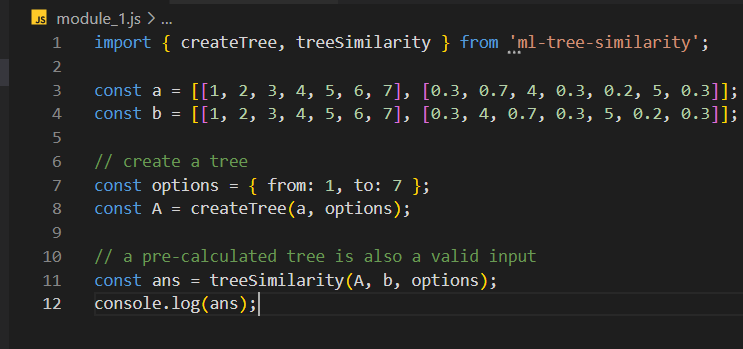 JS module_1.js > ...
1 import { createTree, treeSimilarity } from 'ml-tree-similarity';
2
3 const a = [[1, 2, 3, 4, 5, 6, 7], [0.3, 0.7, 4, 0.3, 0.2, 5, 0.3]];
4 const b = [[1, 2, 3, 4, 5, 6, 7], [0.3, 4, 0.7, 0.3, 5, 0.2, 0.3]];
5
6 // create a tree
7 const options = { from: 1, to: 7 };
8 const A = createTree(a, options);
9
10 // a pre-calculated tree is also a valid input
11 const ans = treeSimilarity(A, b, options);
12 console.log(ans);